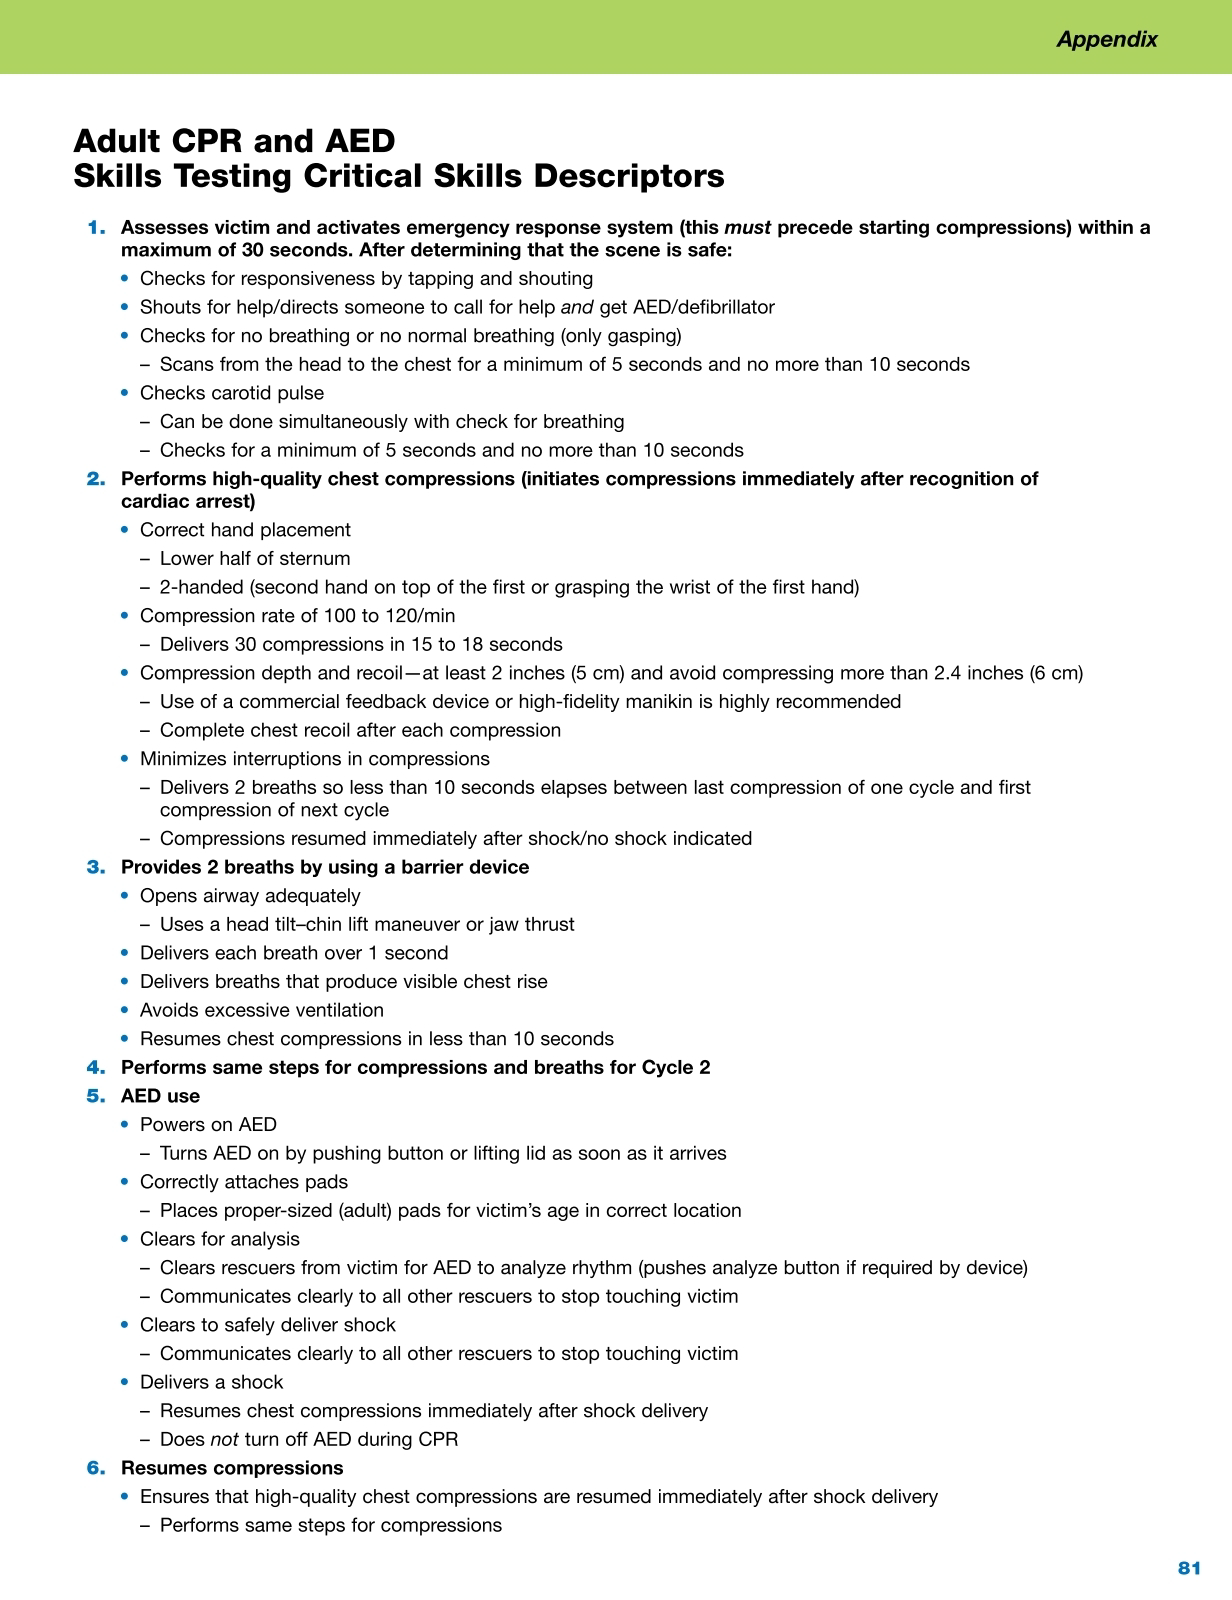 Appendix
Adult CPR and AED
Skills Testing Critical Skills Descriptors
1. Assesses victim and activates emergency response system (this must precede starting compressions) within a
maximum of 30 seconds. After determining that the scene is safe:
• Checks for responsiveness by tapping and shouting
• Shouts for help/directs someone to call for help and get AED/defibrillator
• Checks for no breathing or no normal breathing (only gasping)
– Scans from the head to the chest for a minimum of 5 seconds and no more than 10 seconds
• Checks carotid pulse
– Can be done simultaneously with check for breathing
– Checks for a minimum of 5 seconds and no more than 10 seconds
2. Performs high-quality chest compressions (initiates compressions immediately after recognition of
cardiac arrest)
• Correct hand placement
– Lower half of sternum
– 2-handed (second hand on top of the first or grasping the wrist of the first hand)
• Compression rate of 100 to 120/min
– Delivers 30 compressions in 15 to 18 seconds
• Compression depth and recoil—at least 2 inches (5 cm) and avoid compressing more than 2.4 inches (6 cm)
– Use of a commercial feedback device or high-fidelity manikin is highly recommended
– Complete chest recoil after each compression
• Minimizes interruptions in compressions
– Delivers 2 breaths so less than 10 seconds elapses between last compression of one cycle and first
compression of next cycle
– Compressions resumed immediately after shock/no shock indicated
3. Provides 2 breaths by using a barrier device
• Opens airway adequately
– Uses a head tilt–chin lift maneuver or jaw thrust
• Delivers each breath over 1 second
• Delivers breaths that produce visible chest rise
• Avoids excessive ventilation
• Resumes chest compressions in less than 10 seconds
4. Performs same steps for compressions and breaths for Cycle 2
5. AED use
• Powers on AED
– Turns AED on by pushing button or lifting lid as soon as it arrives
• Correctly attaches pads
– Places proper-sized (adult) pads for victim’s age in correct location
• Clears for analysis
– Clears rescuers from victim for AED to analyze rhythm (pushes analyze button if required by device)
– Communicates clearly to all other rescuers to stop touching victim
• Clears to safely deliver shock
– Communicates clearly to all other rescuers to stop touching victim
• Delivers a shock
– Resumes chest compressions immediately after shock delivery
– Does not turn off AED during CPR
6. Resumes compressions
• Ensures that high-quality chest compressions are resumed immediately after shock delivery
– Performs same steps for compressions
81